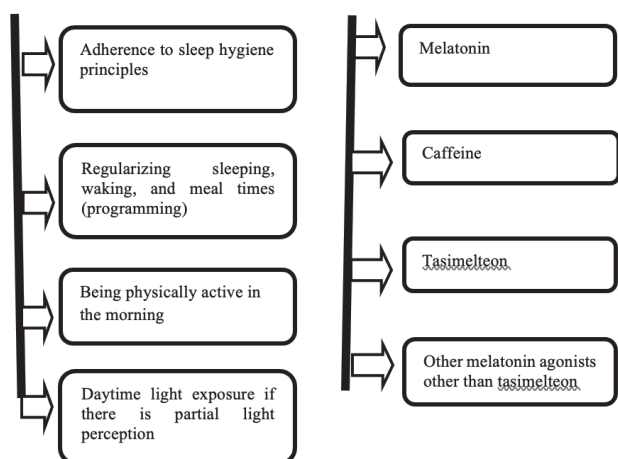 Adherence to sleep hygiene
principles
Regularizing sleeping,
waking, and meal times
(programming)
Being physically active in
the morning
Daytime light exposure if
there is partial light
perception
Melatonin
Caffeine
Tasimelteon
Other melatonin agonists
other than tasimelteon